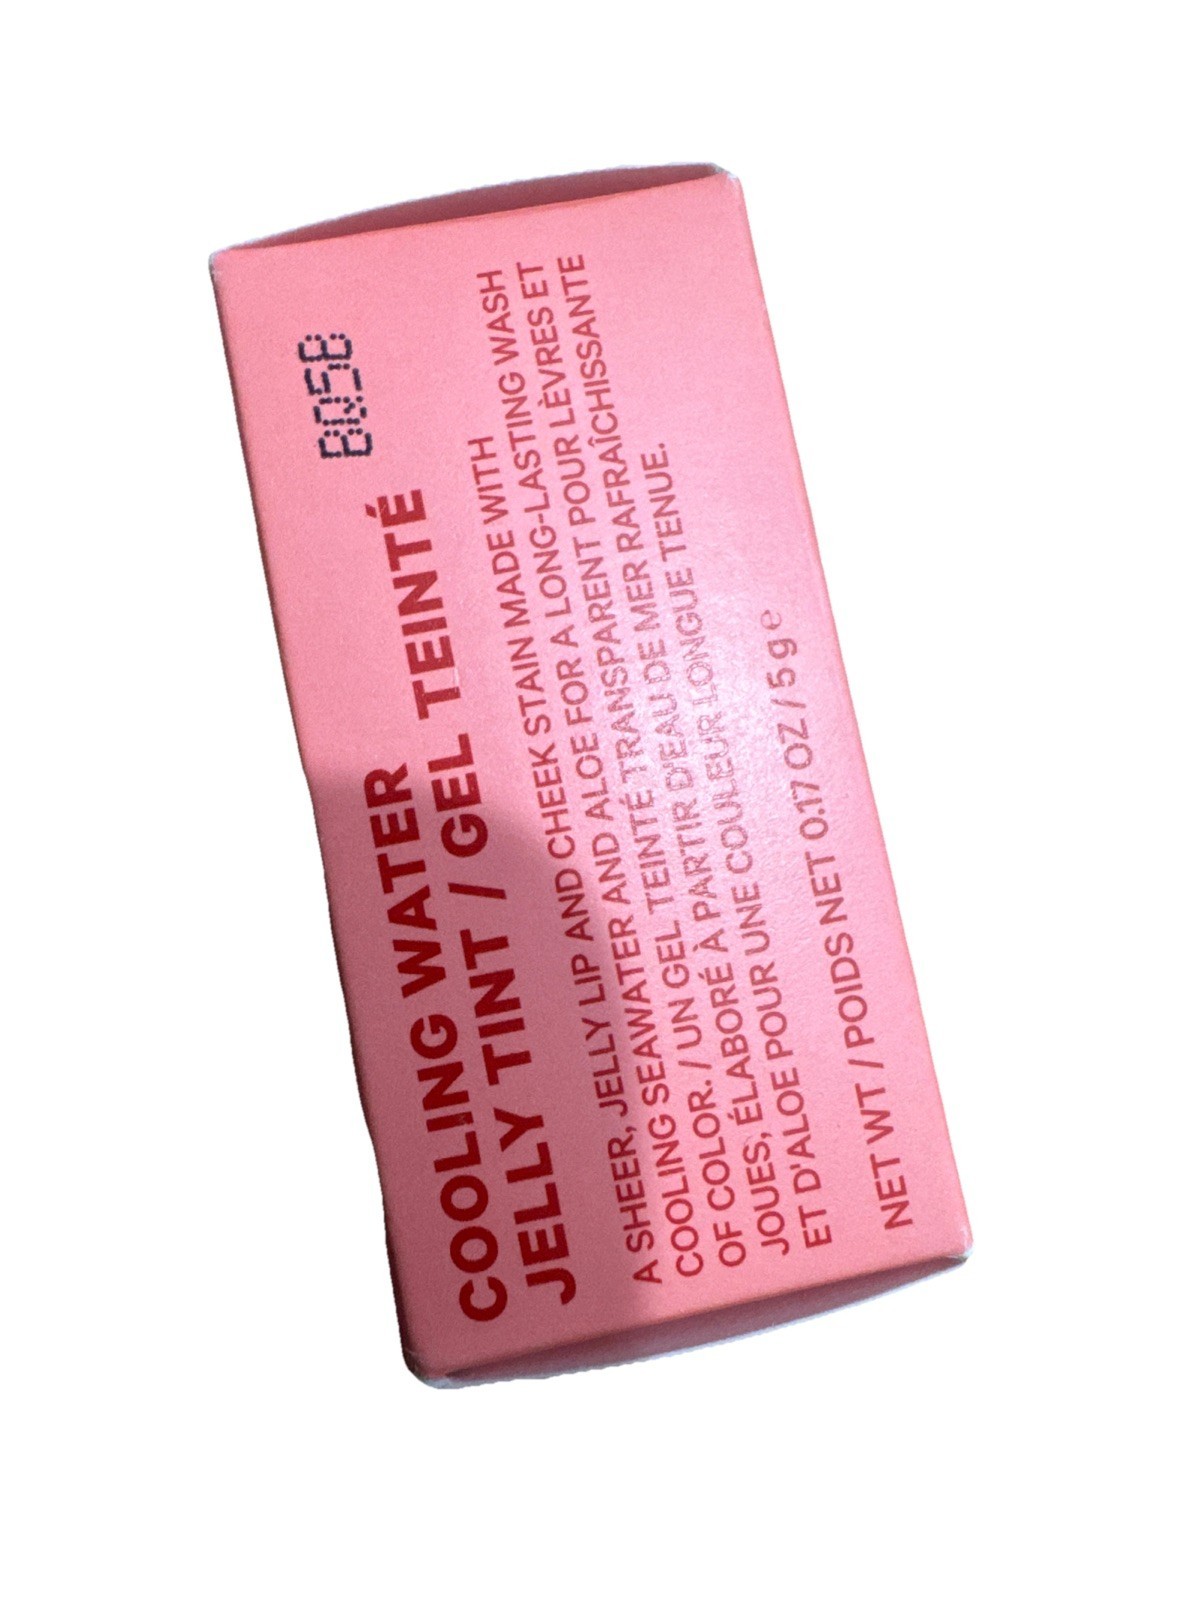 BQ5B
COOLING WATER
JELLY TINT / GEL TEINTÉ
A SHEER, JELLY LIP AND CHEEK STAIN MADE WITH
COOLING SEAWATER AND ALOE FOR A LONG-LASTING WASH
OF COLOR. / UN GEL TEINTÉ TRANSPARENT POUR LÈVRES ET
JOUES, ÉLABORÉ À PARTIR D'EAU DE MER RAFRAÎCHISSANTE
ET D'ALOE POUR UNE COULEUR LONGUE TENUE.
NET WT / POIDS NET 0.17 OZ / 5 g ℮